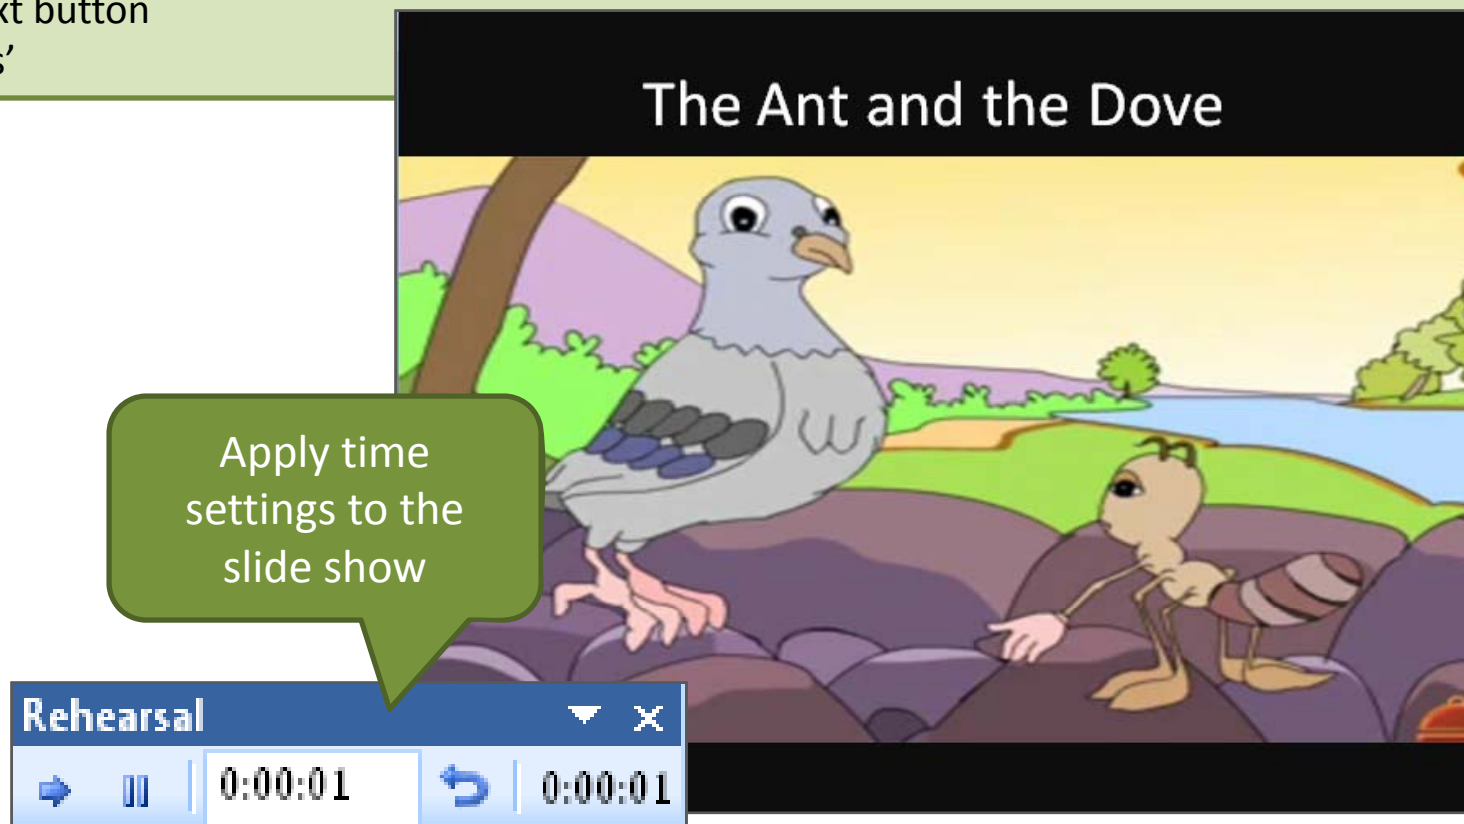 button
The Ant and the Dove
Apply time
settings to the
slide show
Rehearsal
0:00:01
0:00:01